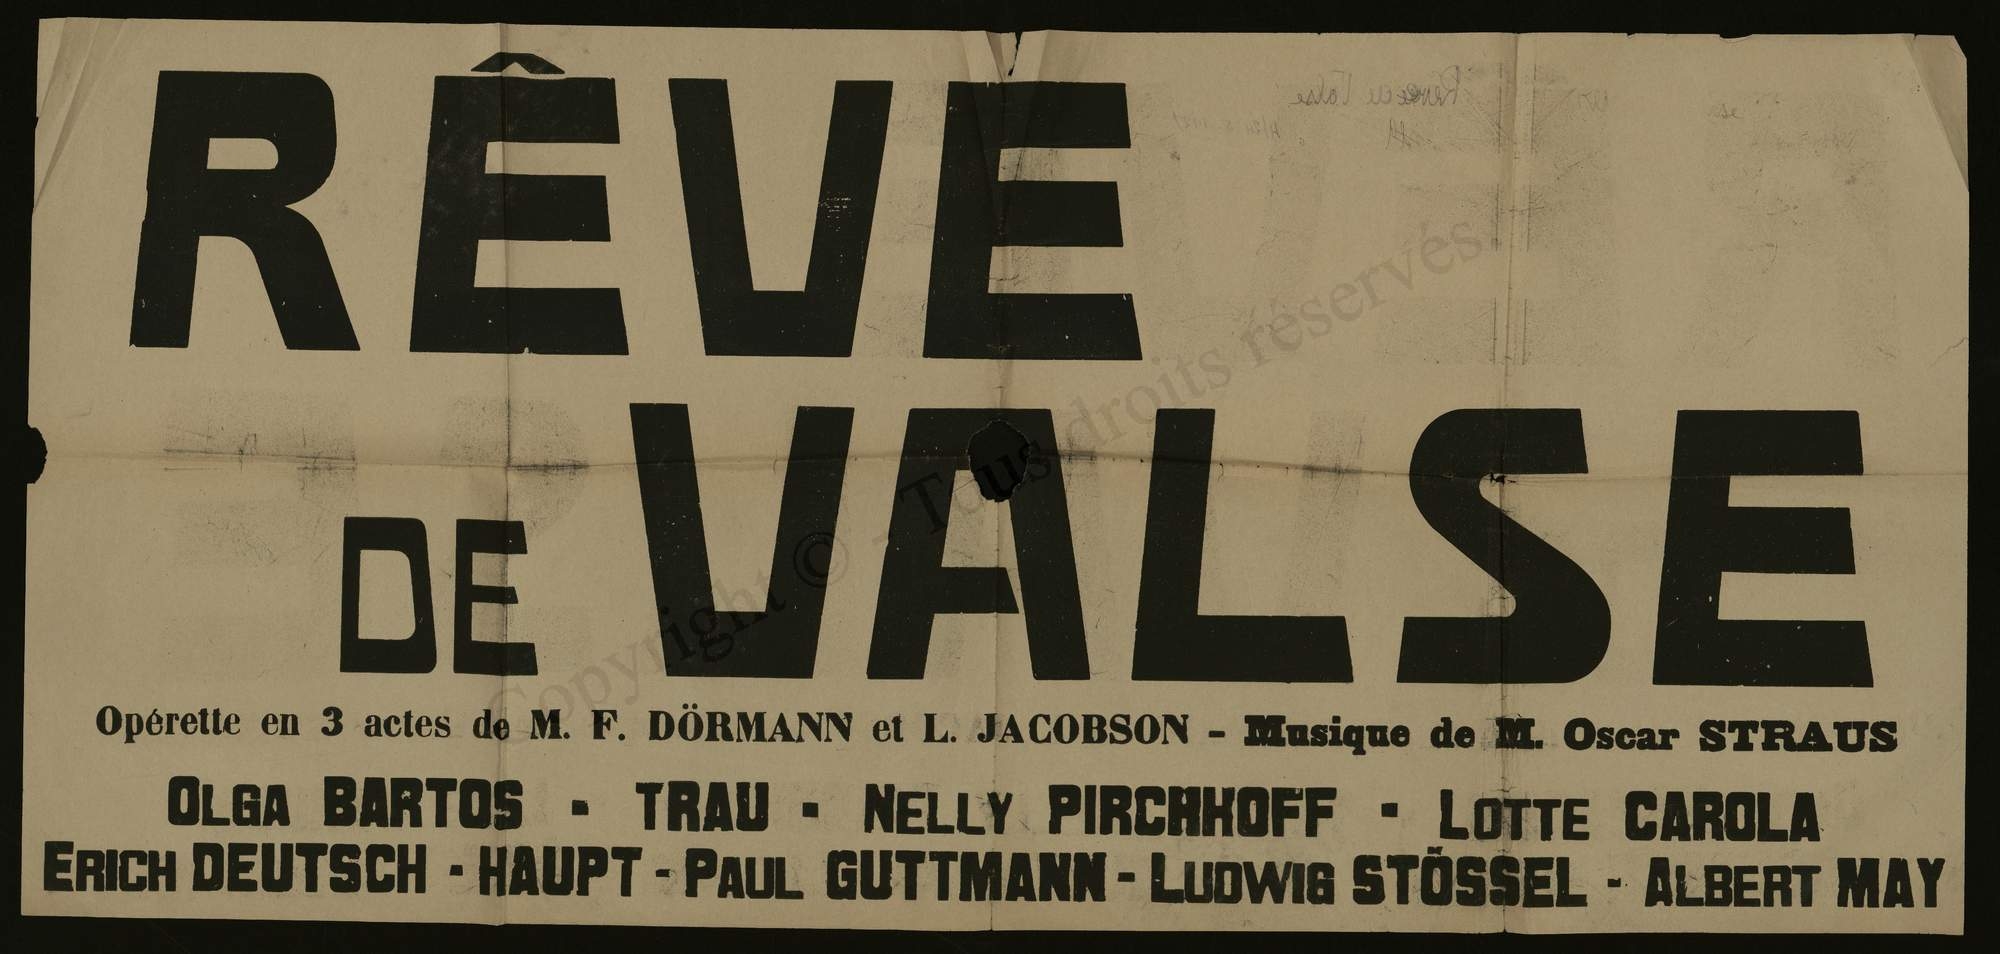 RÊVE
DE VALSE
Opérette en 3 actes de M. F. DÖRMANN et L. JACOBSON - Musique de M. Oscar STRAUS
OLGA BARTOS - TRAU - NELLY PIRCHHOFF - LOTTE CAROLA
ERICH DEUTSCH - HAUPT - PAUL GUTTMANN - LUDWIG STÖSSEL - ALBERT MAY
Copyright © - Tous droits réservés